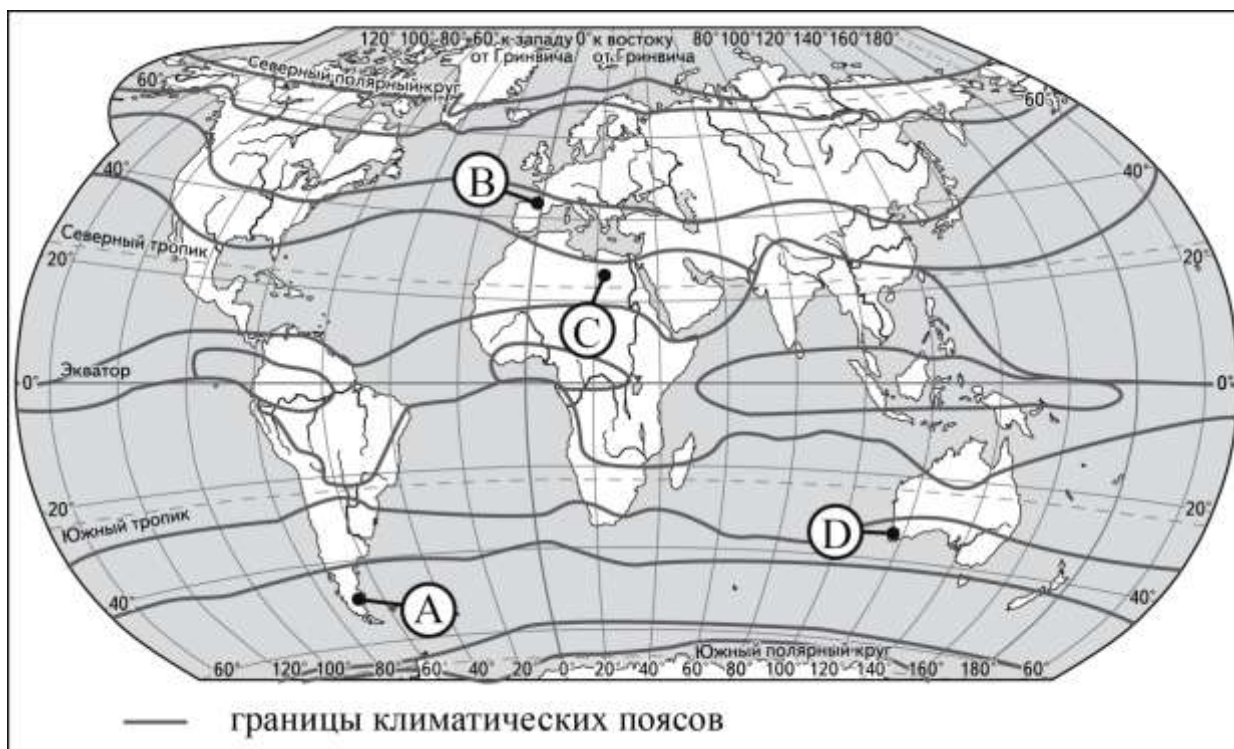 120° 100° 80° 60° к западу 0° к востоку 80° 100° 120° 140° 160° 180°
от Гринвича от Гринвича
Северный полярный круг
60° 60°
B
40° 40°
Северный тропик
20° 20°
C
Экватор
0° 0°
20° 20°
Южный тропик
D
40° 40°
A
Южный полярный круг
60° 120° 100° 80° 60° 40° 20 0 20° 40° 60° 80° 100° 120° 140° 160° 180° 60°
границы климатических поясов